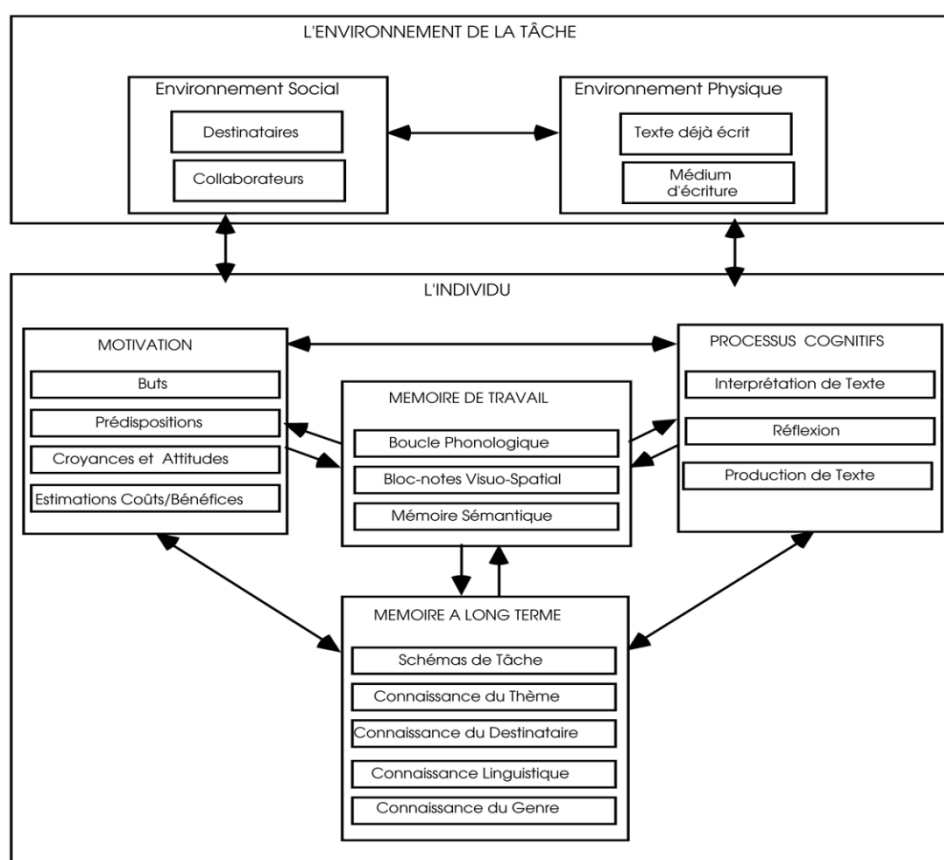 L'ENVIRONNEMENT DE LA TÂCHE
Environnement Social
Destinataires
Collaborateurs
Environnement Physique
Texte déjà écrit
Médium
d'écriture
L'INDIVIDU
MOTIVATION
Buts
Prédispositions
Croyances et Attitudes
Estimations Coûts/Bénéfices
MEMOIRE DE TRAVAIL
Boucle Phonologique
Bloc-notes Visuo-Spatial
Mémoire Sémantique
PROCESSUS COGNITIFS
Interprétation de Texte
Réflexion
Production de Texte
MEMOIRE A LONG TERME
Schémas de Tâche
Connaissance du Thème
Connaissance du Destinataire
Connaissance Linguistique
Connaissance du Genre